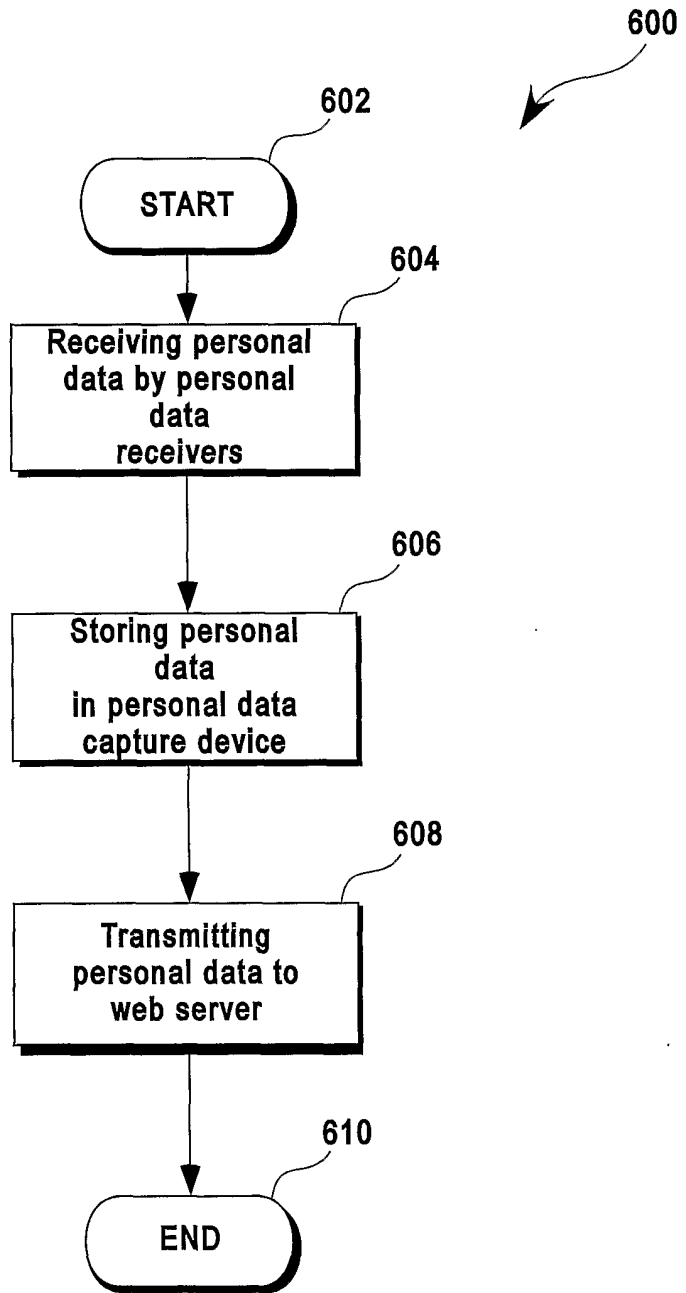 600
602
START
604
Receiving personal
data by personal
data
receivers
606
Storing personal
data
in personal data
capture device
608
Transmitting
personal data to
web server
610
END